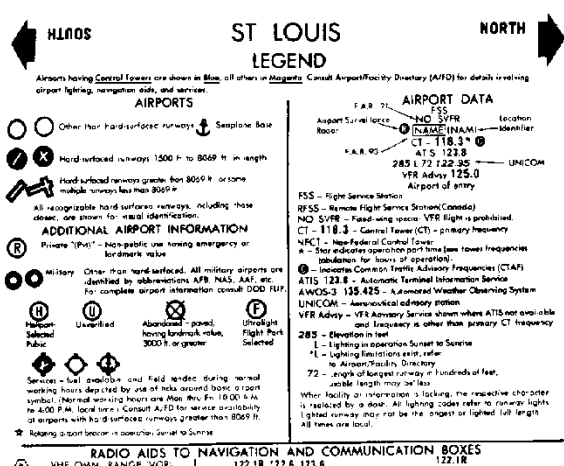 SOUTH
ST LOUIS
NORTH
LEGEND
Airports having Control Towers are shown in Blue, all others in Magenta. Consult Airport/Facility Directory (A/FD) for details involving
airport lighting, navigation aids, and services.
AIRPORTS
Other than hard-surfaced runways
Seaplane Base
Hard-surfaced runways 1500 ft to 8069 ft in length
Hard-surfaced runways greater than 8069 ft or some
multiple runways less than 8069 ft
All recognizable hard-surfaced runways, including those
closed, are shown for visual identification.
ADDITIONAL AIRPORT INFORMATION
R
Private "(Pvt)" - Non-public use having emergency or
landmark value
Military
Other than hard-surfaced. All military airports are
identified by abbreviations AFB, NAS, AAF, etc.
For complete airport information consult DOD FLIP.
H
U
F
Heliport-
Selected
Public
Unverified
Abandoned - paved,
having landmark value,
3000 ft. or greater
Ultralight
Flight Park
Selected
Services - fuel available and field tended during normal
working hours depicted by use of ticks around basic airport
symbol. (Normal working hours are Mon thru Fri 10:00 A.M.
to 4:00 P.M. local time) Consult A/FD for service availability
at airports with hard-surfaced runways greater than 8069 ft.
Rotating airport beacon in operation Sunset to Sunrise
AIRPORT DATA
F.A.R. 91
FSS
NO SVFR
Airport Surveillance
Radar
R
NAME (NAM)
Location
Identifier
F.A.R. 93
CT - 118.3 * C
ATIS 123.8
285 L 72 122.95
UNICOM
VFR Advsy 125.0
Airport of entry
FSS - Flight Service Station
RFSS - Remote Flight Service Station(Canada)
NO SVFR - Fixed-wing special VFR flight is prohibited.
CT - 118.3 - Control Tower (CT) - primary frequency
NFCT - Non-Federal Control Tower
* - Star indicates operation part time (see tower frequencies
tabulation for hours of operation).
C - Indicates Common Traffic Advisory Frequencies (CTAF)
ATIS 123.8 - Automatic Terminal Information Service
AWOS-3 135.425 - Automated Weather Observing System
UNICOM - Aeronautical advisory station
VFR Advsy - VFR Advisory Service shown where ATIS not available
and frequency is other than primary CT frequency
285 - Elevation in feet
L - Lighting in operation Sunset to Sunrise
*L - Lighting limitations exist, refer
to Airport/Facility Directory
72 - Length of longest runway in hundreds of feet,
usable length may be less
When facility or information is lacking, the respective character
is replaced by a dash. All lighting codes refer to runway lights
Lighted runway may not be the longest or lighted full length
All times are local.
RADIO AIDS TO NAVIGATION AND COMMUNICATION BOXES
VHF OMNI RANGE (VOR)
122.1R 122.6 123.6
122.1R